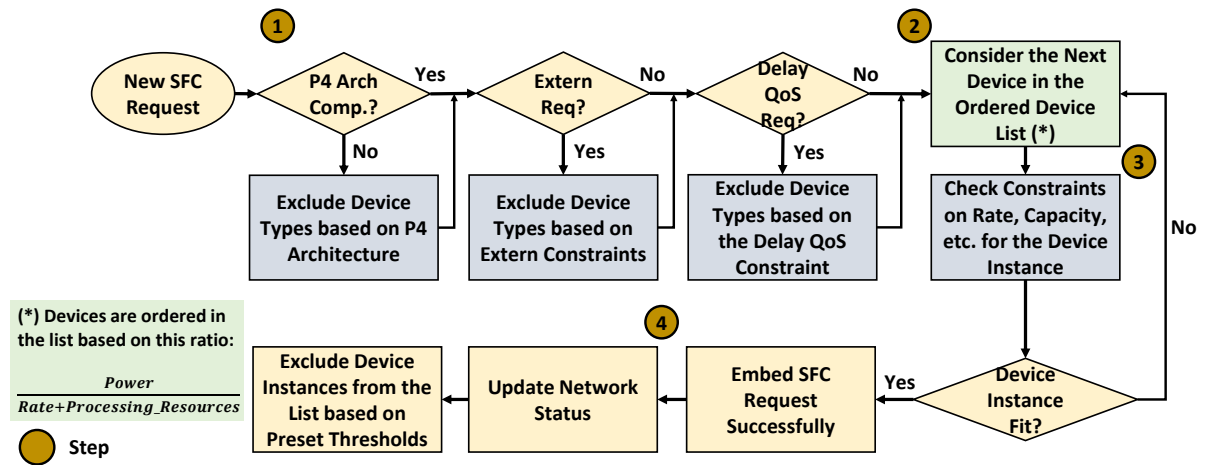 1
2
New SFC
Request
P4 Arch
Comp.?
Yes
No
Extern
Req?
No
Yes
Delay
QoS
Req?
No
Yes
Consider the Next
Device in the
Ordered Device
List (*)
3
Exclude Device
Types based on P4
Architecture
Exclude Device
Types based on
Extern Constraints
Exclude Device
Types based on
the Delay QoS
Constraint
Check Constraints
on Rate, Capacity,
etc. for the Device
Instance
No
(*) Devices are ordered in
the list based on this ratio:
Power
Rate+Processing_Resources
Step
Exclude Device
Instances from the
List based on
Preset Thresholds
Update Network
Status
4
Embed SFC
Request
Successfully
Yes
Device
Instance
Fit?